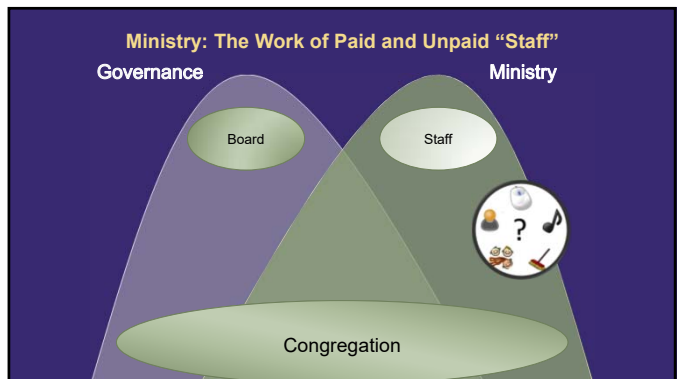 Ministry: The Work of Paid and Unpaid “Staff”
Governance
Ministry
Board
Staff
?
Congregation